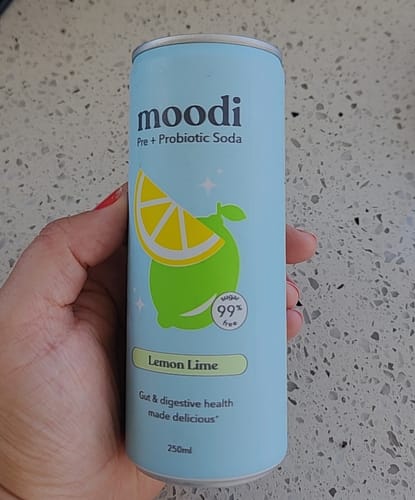 moodi
Pre + Probiotic Soda
sugar
99%
free
Lemon Lime
Gut & digestive health
made delicious*
250ml